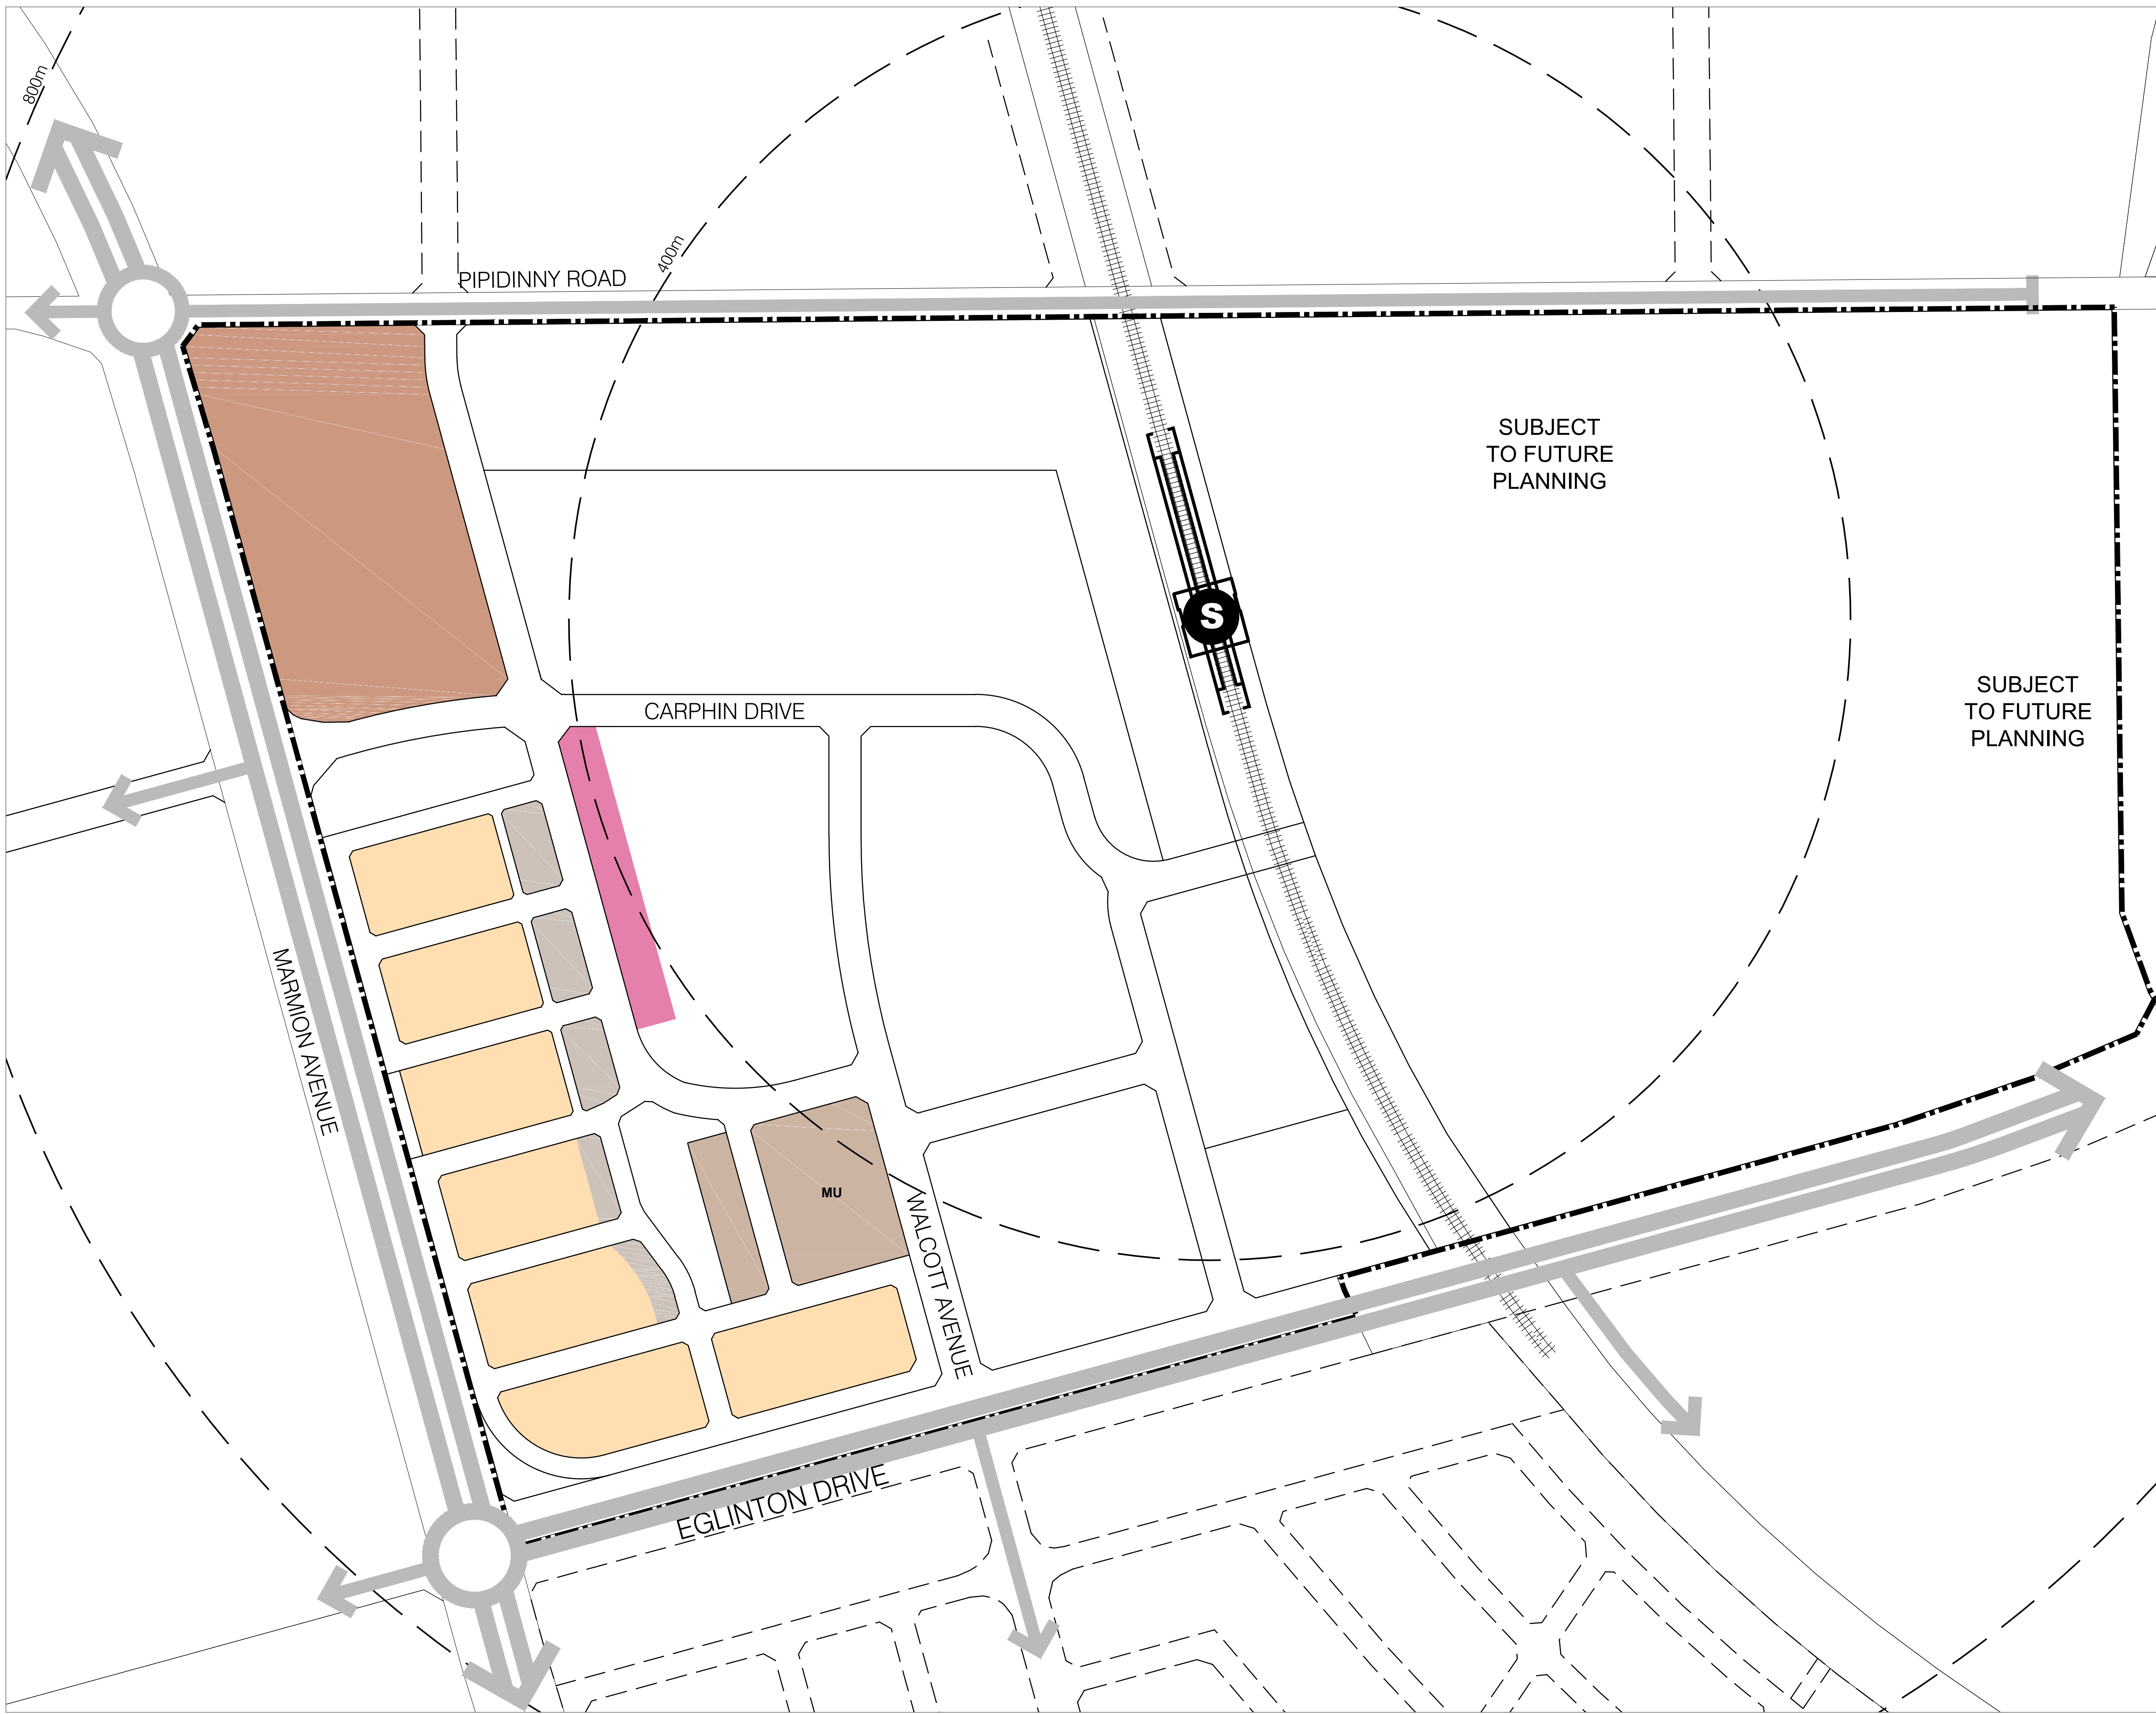 800m
400m
PIPIDINNY ROAD
SUBJECT
TO FUTURE
PLANNING
S
SUBJECT
TO FUTURE
PLANNING
CARPHIN DRIVE
MARMION AVENUE
MU
WALCOTT AVENUE
EGLINTON DRIVE